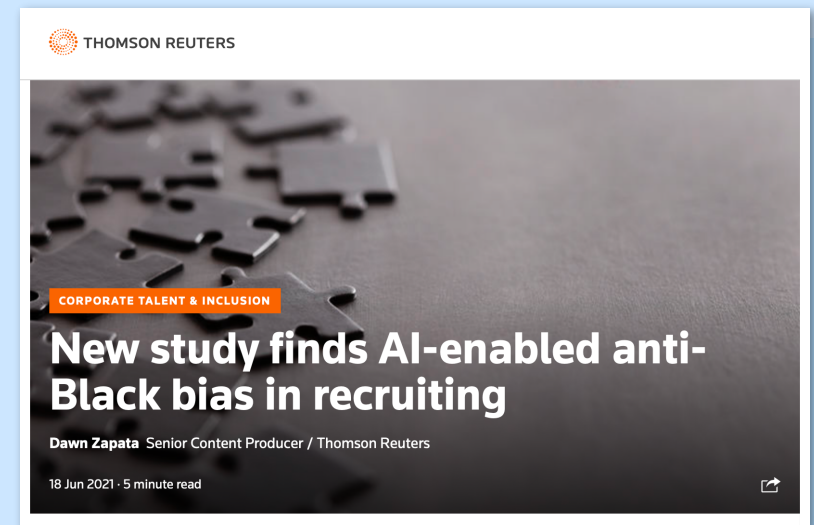 THOMSON REUTERS
CORPORATE TALENT & INCLUSION
New study finds AI-enabled anti-
Black bias in recruiting
Dawn Zapata Senior Content Producer / Thomson Reuters
18 Jun 2021 · 5 minute read